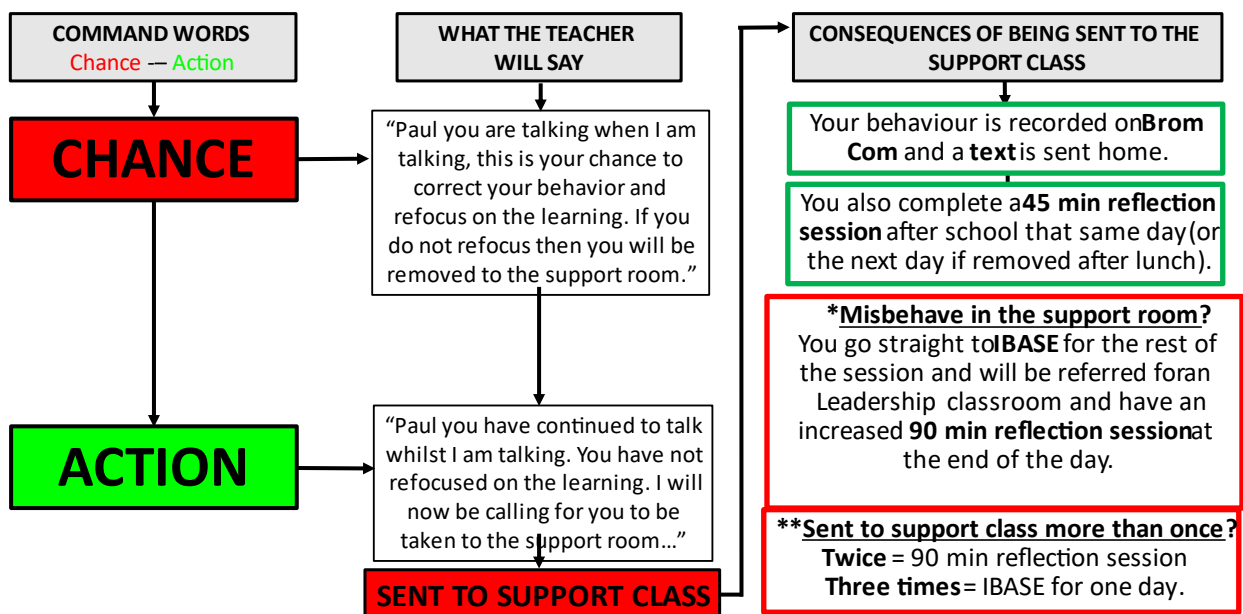 COMMAND WORDS
Chance --- Action
CHANCE
ACTION
WHAT THE TEACHER
WILL SAY
“Paul you are talking when I am
talking, this is your chance to
correct your behavior and
refocus on the learning. If you
do not refocus then you will be
removed to the support room.”
“Paul you have continued to talk
whilst I am talking. You have not
refocused on the learning. I will
now be calling for you to be
taken to the support room…”
SENT TO SUPPORT CLASS
CONSEQUENCES OF BEING SENT TO THE
SUPPORT CLASS
Your behaviour is recorded onBrom
Com and a text is sent home.
You also complete a45 min reflection
session after school that same day(or
the next day if removed after lunch).
*Misbehave in the support room?
You go straight toIBASE for the rest of
the session and will be referred foran
Leadership classroom and have an
increased 90 min reflection sessionat
the end of the day.
**Sent to support class more than once?
Twice = 90 min reflection session
Three times= IBASE for one day.